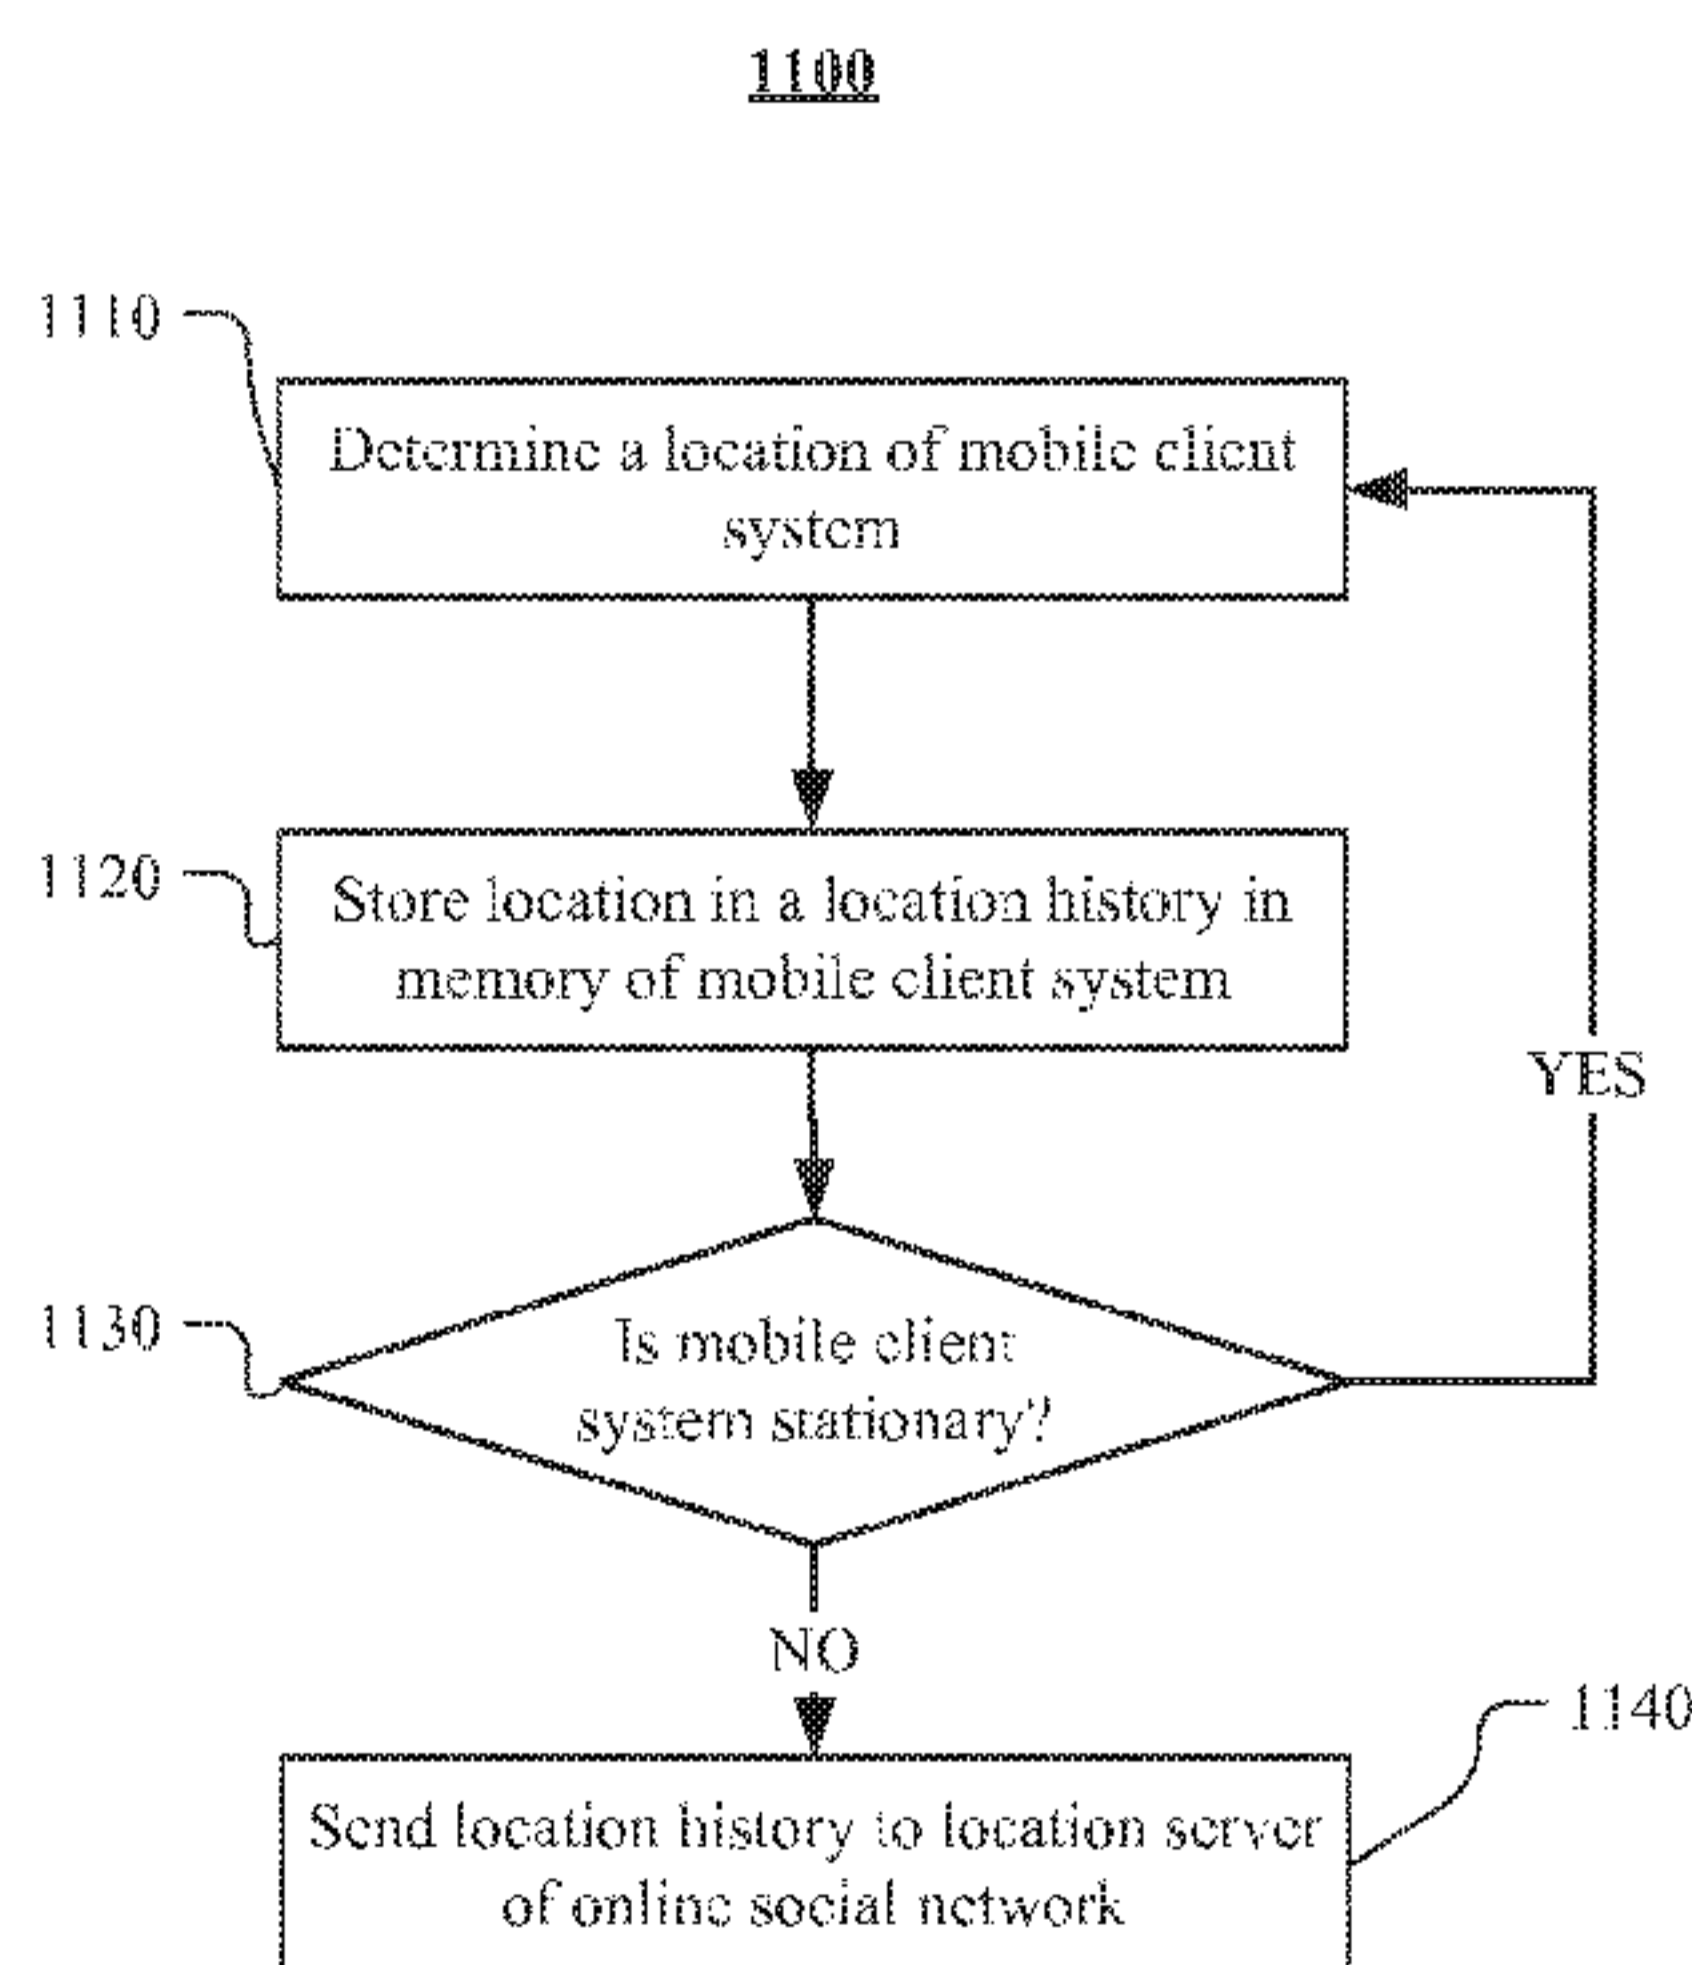 1100
1110
Determine a location of mobile client
system
1120
Store location in a location history in
memory of mobile client system
YES
1130
Is mobile client
system stationary?
NO
1140
Send location history to location server
of online social network